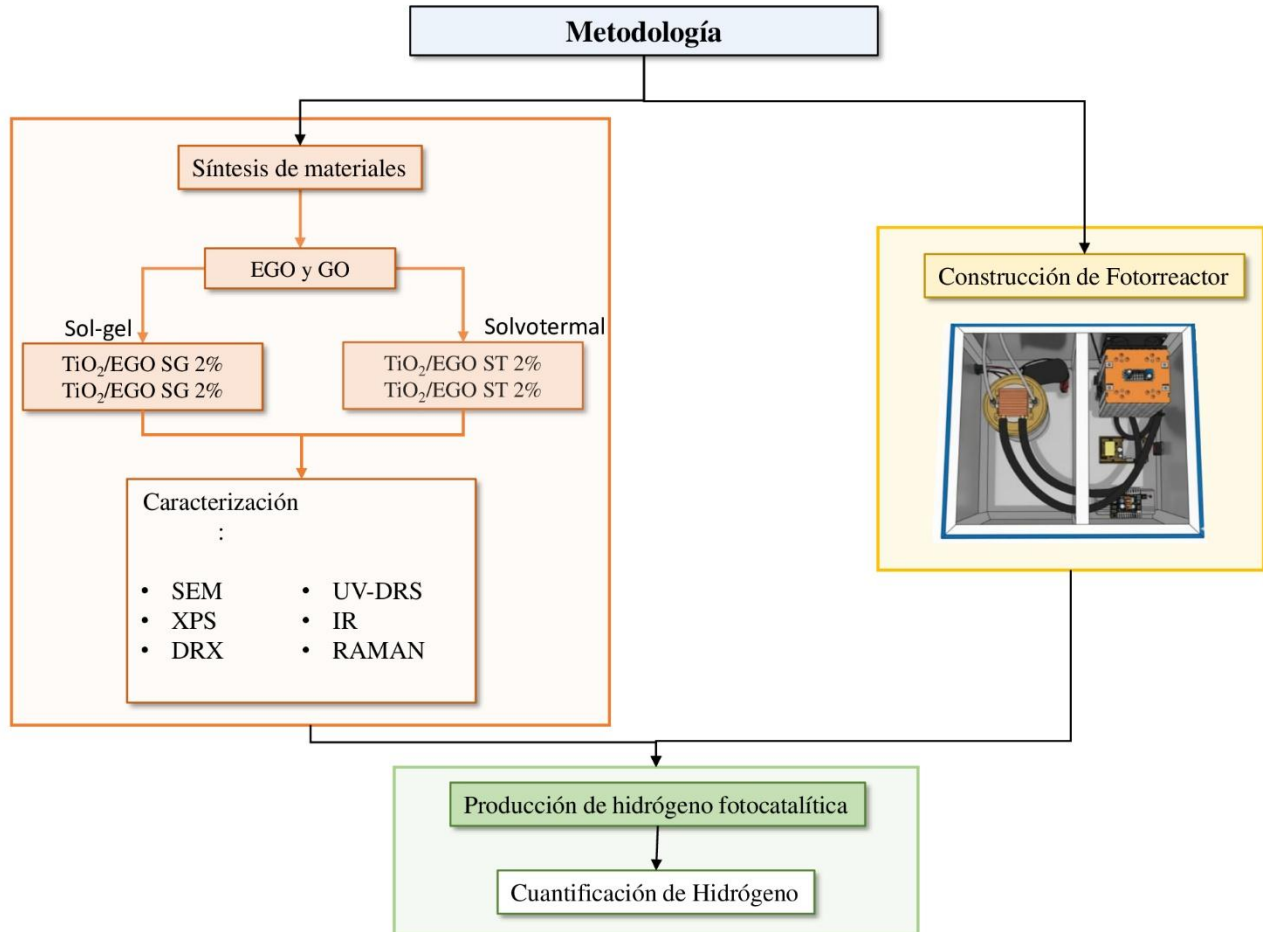 Metodología
Síntesis de materiales
EGO y GO
Sol-gel
Solvotermal
TiO₂/EGO SG 2%
TiO₂/EGO SG 2%
TiO₂/EGO ST 2%
TiO₂/EGO ST 2%
Caracterización
:
• SEM
• XPS
• DRX
• UV-DRS
• IR
• RAMAN
Construcción de Fotorreactor
Producción de hidrógeno fotocatalítica
Cuantificación de Hidrógeno